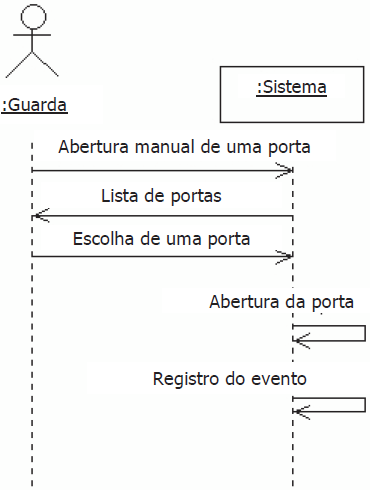 :Guarda
:Sistema
Abertura manual de uma porta
Lista de portas
Escolha de uma porta
Abertura da porta
Registro do evento